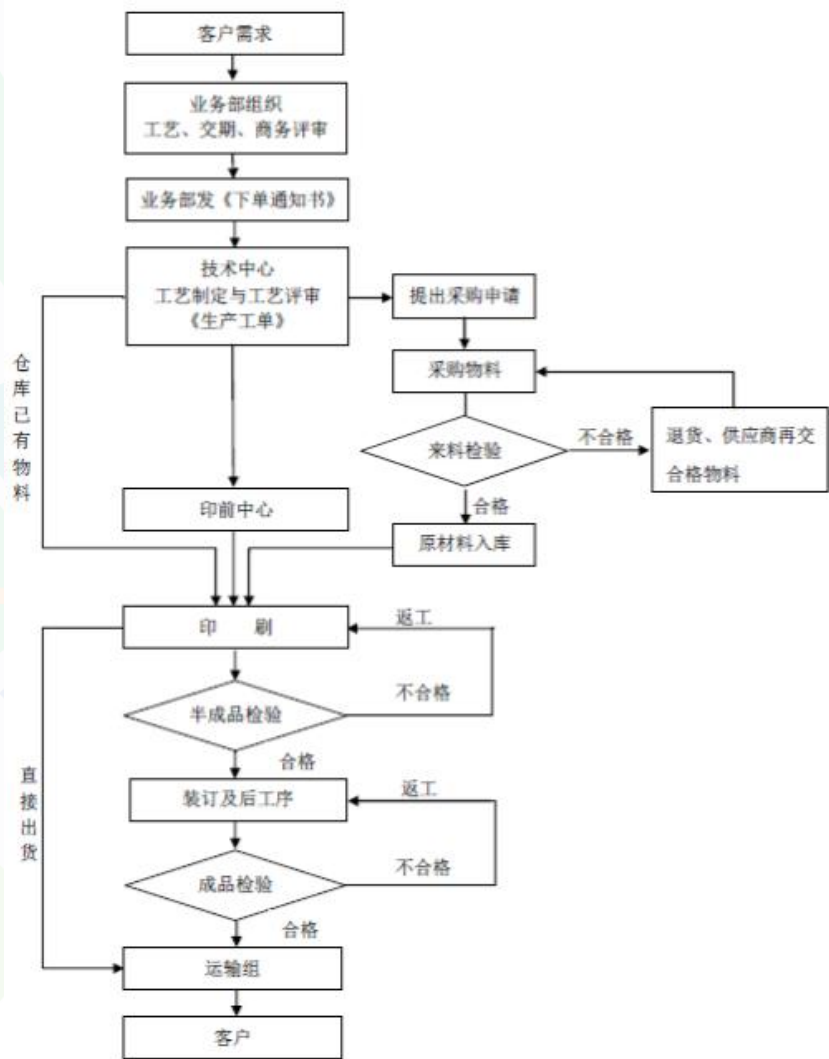 客户需求
业务部组织
工艺、交期、商务评审
业务部发《下单通知书》
技术中心
工艺制定与工艺评审
《生产工单》
提出采购申请
仓库已有物料
采购物料
来料检验
不合格
退货、供应商再交
合格物料
合格
印前中心
原材料入库
印 刷
返工
半成品检验
不合格
合格
直接出货
装订及后工序
返工
成品检验
不合格
合格
运输组
客户